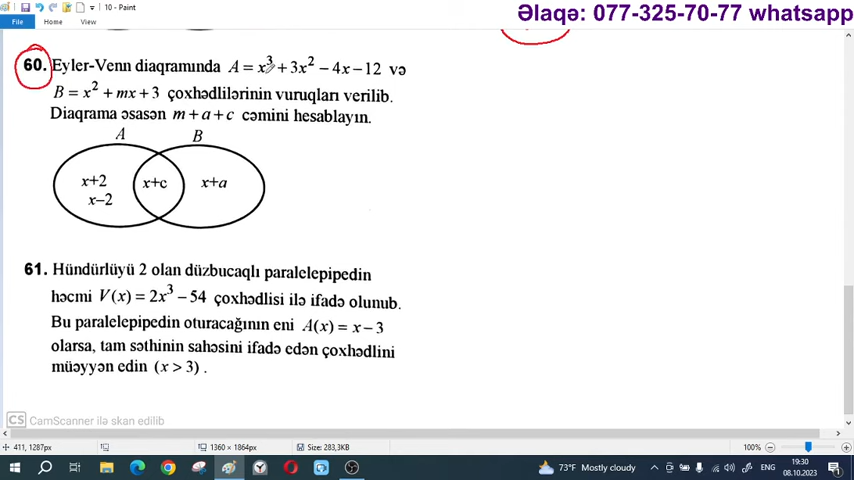 10 - Paint
Əlaqə: 077-325-70-77 whatsapp
File
Home
View
60. Eyler-Venn diaqramında A = x³ + 3x² − 4x − 12 və
B = x² + mx + 3 çoxhədlilərinin vuruqları verilib.
Diaqrama əsasən m + a + c cəmini hesablayın.
A
B
x+2
x−2
x+c
x+a
61. Hündürlüyü 2 olan düzbucaqlı paralelepipedin
həcmi V(x) = 2x³ − 54 çoxhədlisi ilə ifadə olunub.
Bu paralelepipedin oturacağının eni A(x) = x − 3
olarsa, tam səthinin sahəsini ifadə edən çoxhədlini
müəyyən edin (x > 3).
CS CamScanner ilə skan edilib
411, 1287px
1360 × 1864px
Size: 283,3KB
100%
73°F Mostly cloudy
ENG
19:30
08.10.2023